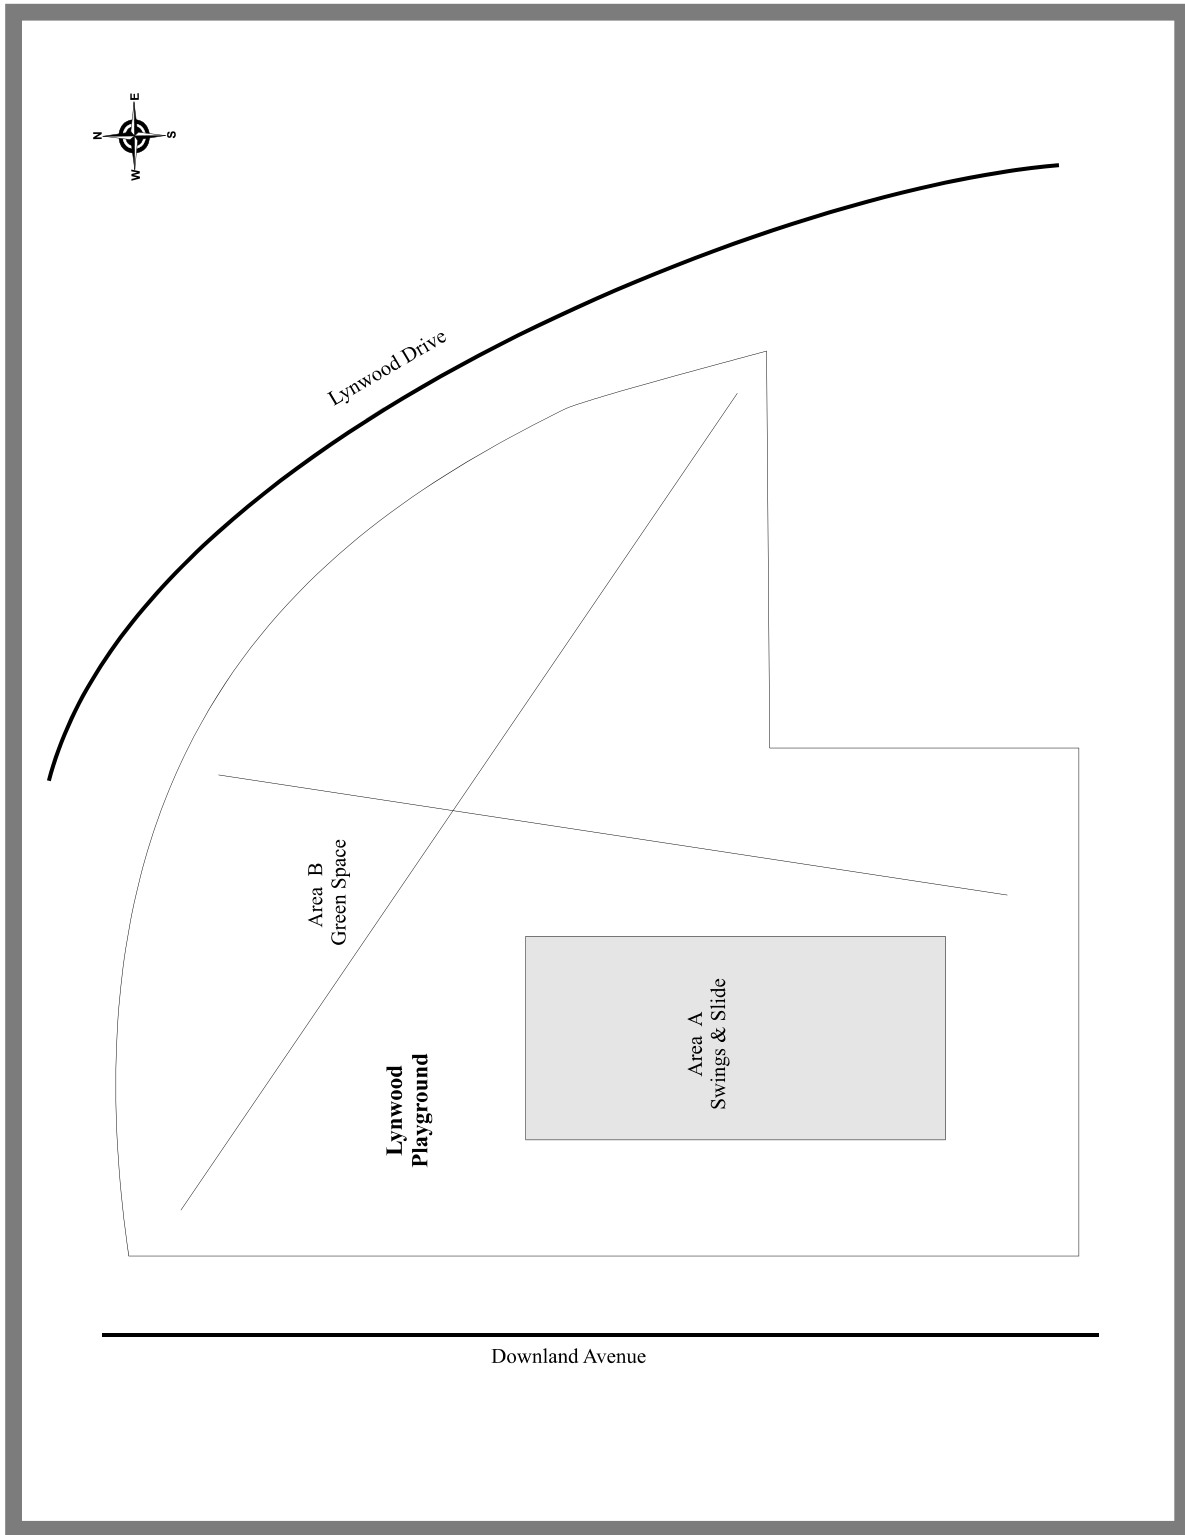 E
N
S
W
Lynwood Drive
Area B
Green Space
Area A
Swings & Slide
Lynwood
Playground
Downland Avenue